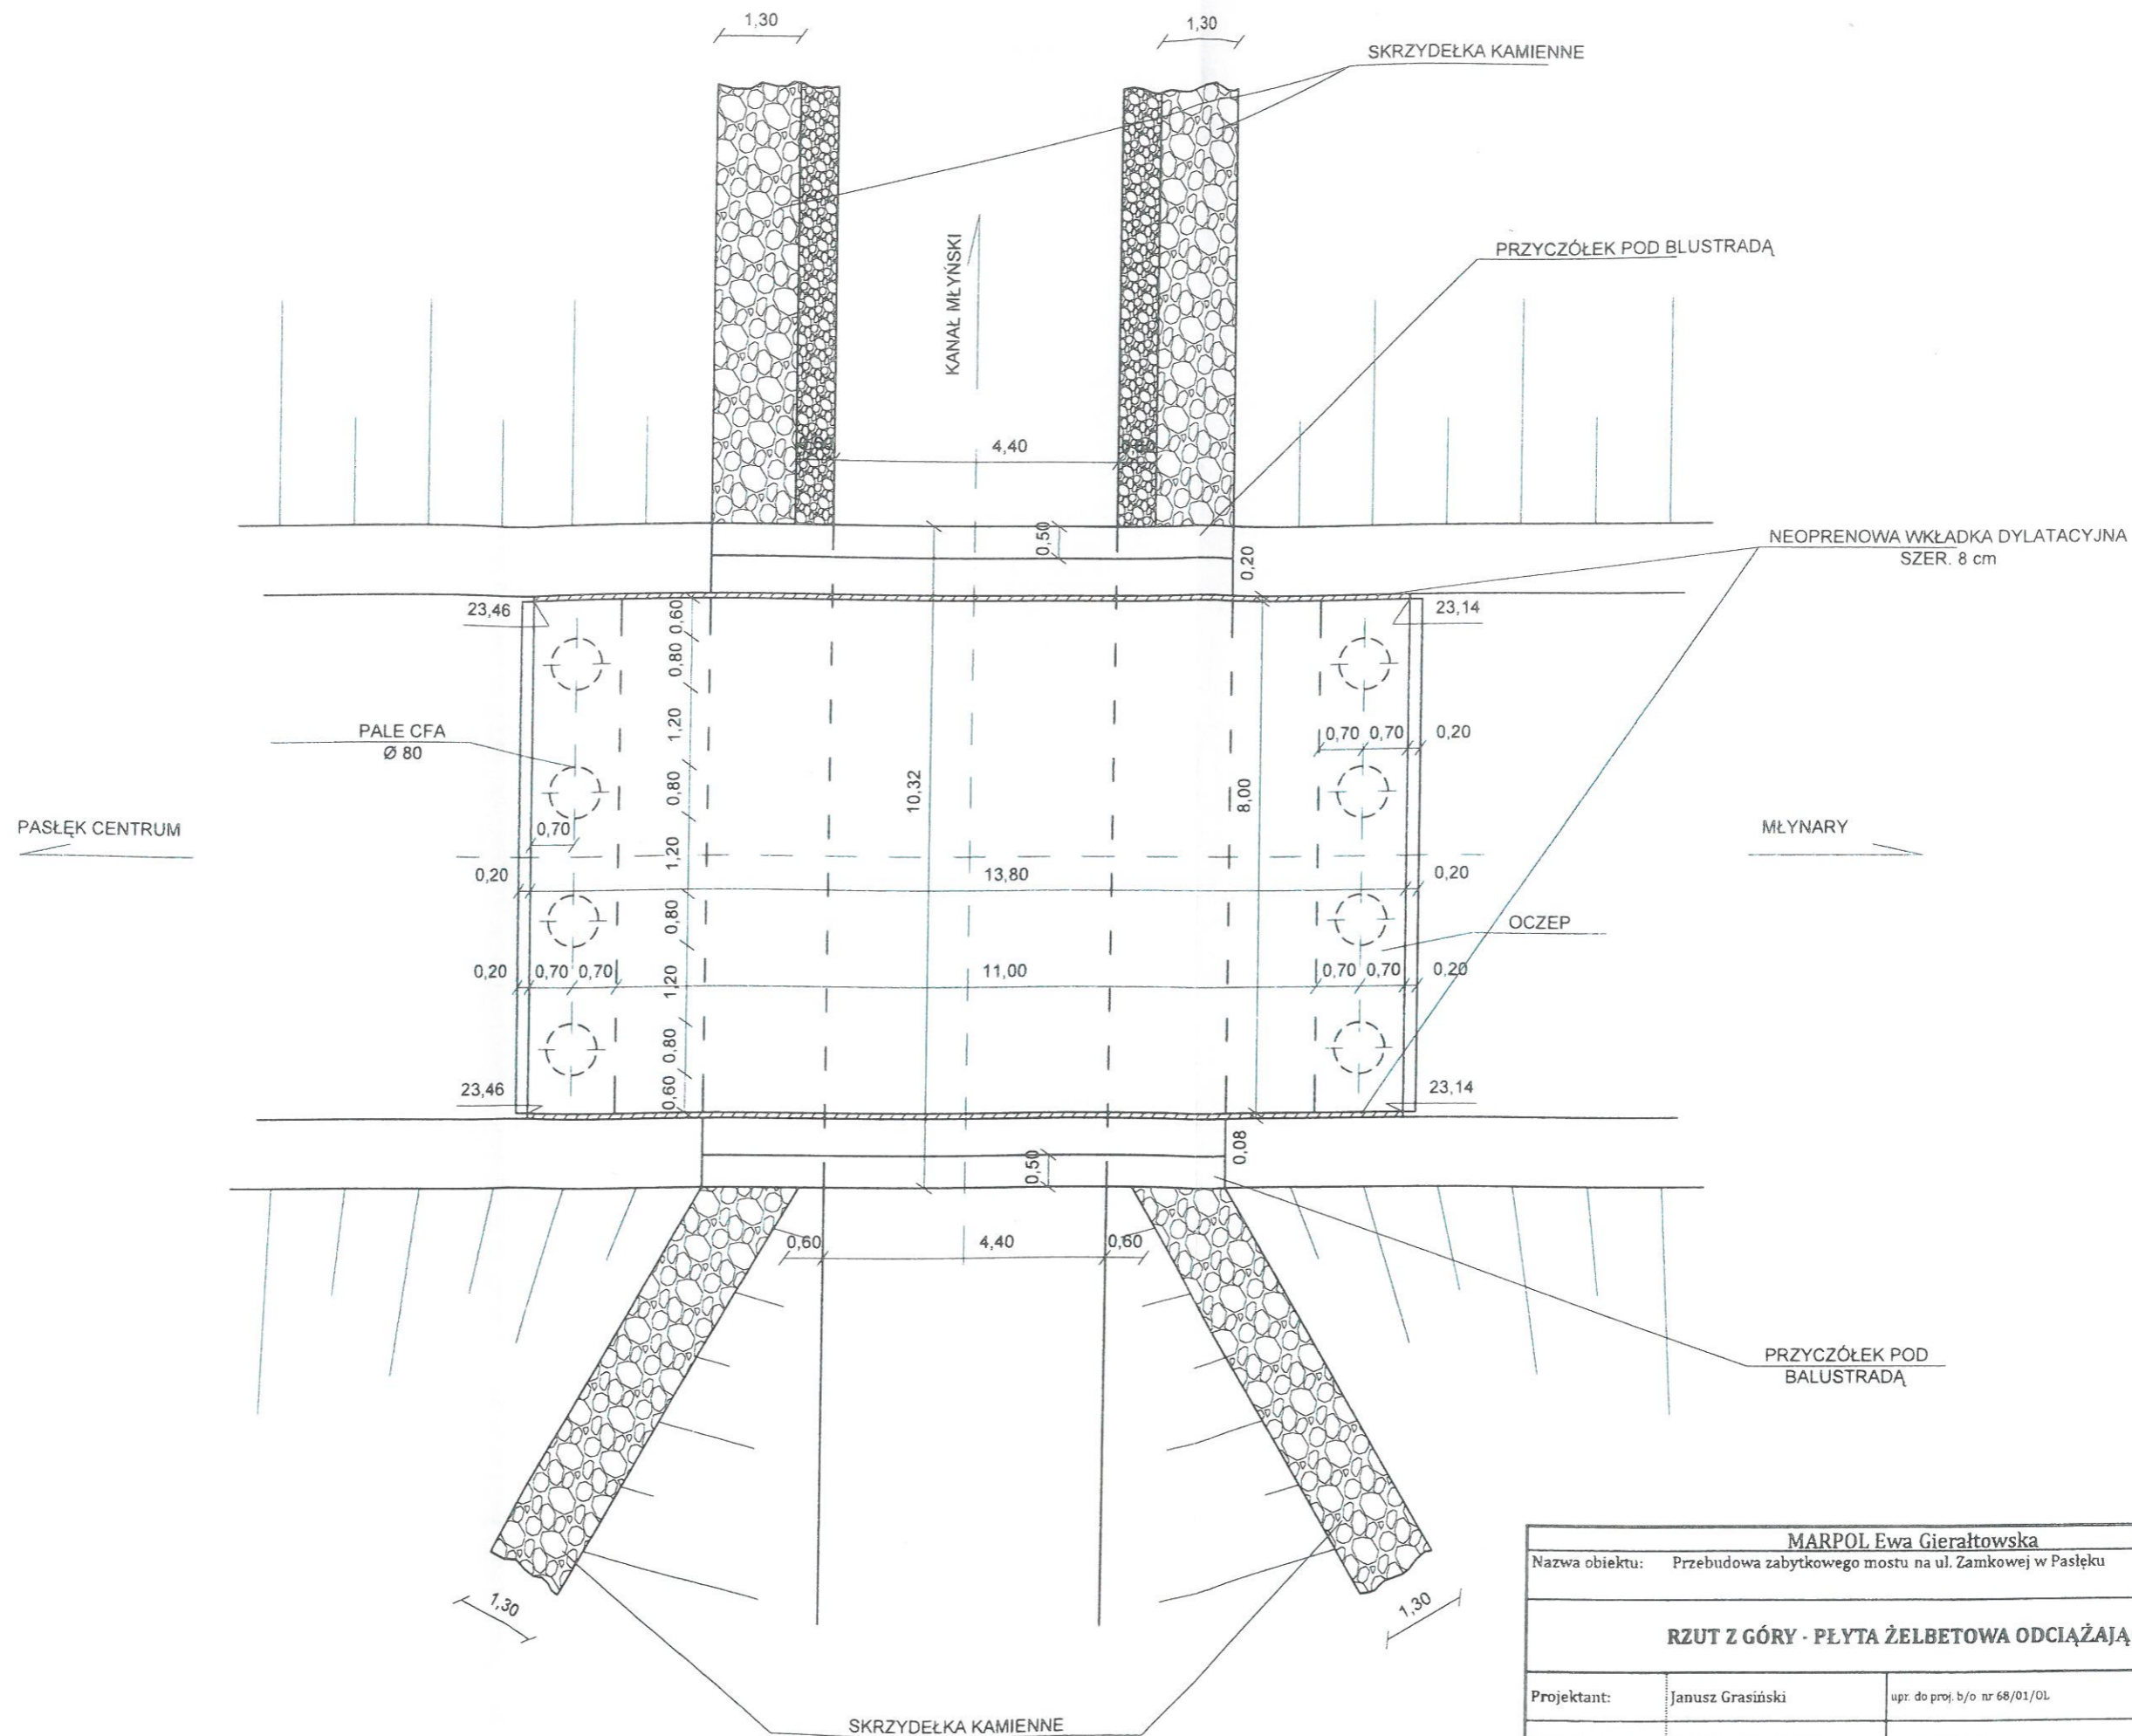 1,30
1,30
SKRZYDEŁKA KAMIENNE
PRZYCZÓŁEK POD BLUSTRADĄ
KANAŁ MŁYŃSKI
4,40
0,50
0,20
NEOPRENOWA WKŁADKA DYLATACYJNA
SZER. 8 cm
23,46
23,14
0,60
0,80
1,20
0,80
1,20
0,80
1,20
0,80
0,60
PALE CFA
Ø 80
0,70 0,70
0,20
10,32
8,00
PASŁĘK CENTRUM
MŁYNARY
0,70
0,20
13,80
0,20
OCZEP
0,20
0,70 0,70
11,00
0,70 0,70
0,20
23,46
23,14
0,50
0,08
0,60
4,40
0,60
PRZYCZÓŁEK POD
BALUSTRADĄ
1,30
1,30
SKRZYDEŁKA KAMIENNE
MARPOL Ewa Gierałtowska
Nazwa obiektu: Przebudowa zabytkowego mostu na ul. Zamkowej w Pasłęku
RZUT Z GÓRY - PŁYTA ŻELBETOWA ODCIĄŻAJĄ
Projektant: Janusz Grasiński upr. do proj. b/o nr 68/01/OL